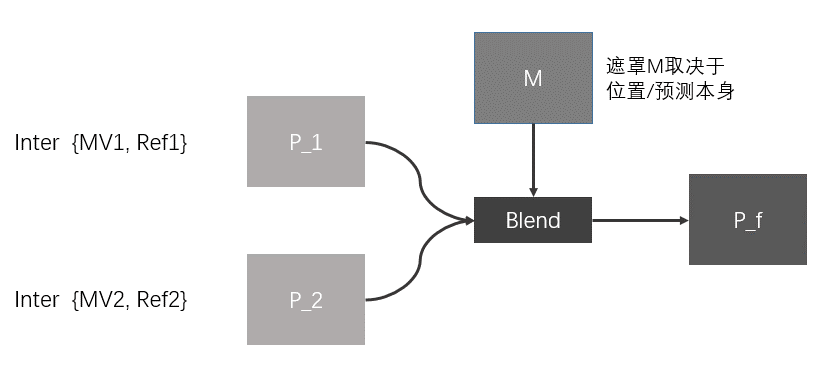 M
遮罩M取决于
位置/预测本身
Inter {MV1, Ref1}
P_1
Blend
P_f
Inter {MV2, Ref2}
P_2